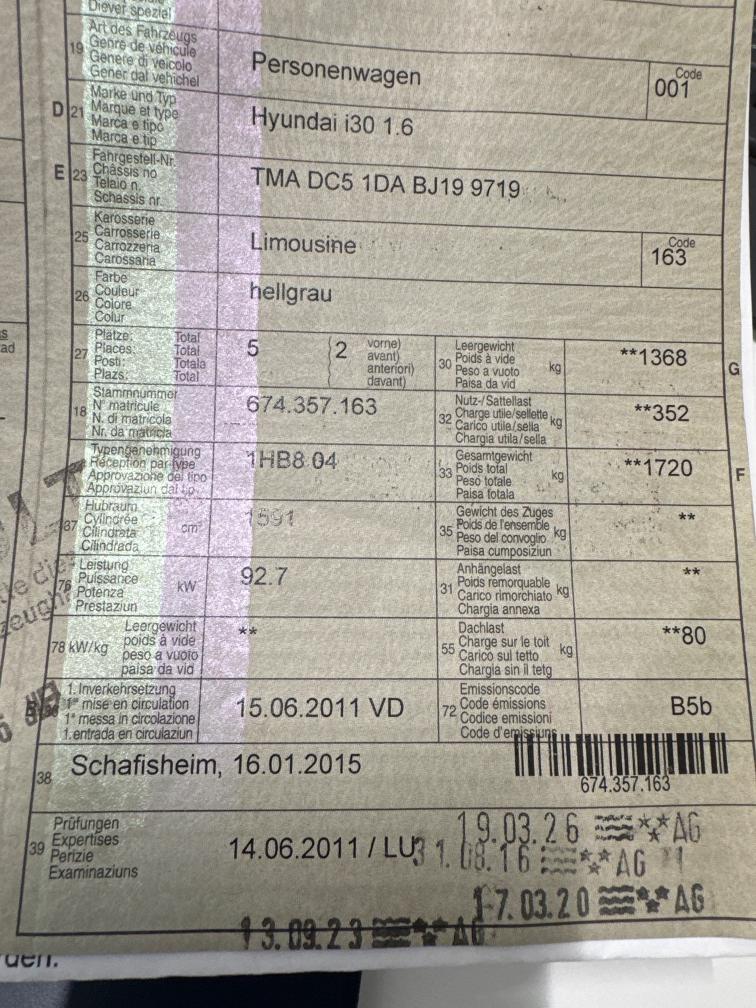 Diever spezial
19
Art des Fahrzeugs
Genre de véhicule
Genere di veicolo
Gener dal vehichel
Personenwagen
Code
001
D 21
Marke und Typ
Marque et type
Marca e tipo
Marca e tip
Hyundai i30 1.6
E 23
Fahrgestell-Nr.
Châssis no
Telaio n.
Schassis nr.
TMA DC5 1DA BJ19 9719
25
Karosserie
Carrosserie
Carrozzeria
Carossaria
Limousine
Code
163
26
Farbe
Couleur
Colore
Colur
hellgrau
27
Plätze: Total
Places: Total
Posti: Totala
Plazs: Total
5
2
vorne)
avant)
anteriori)
davant)
30
Leergewicht
Poids à vide
Peso a vuoto
Paisa da vid
kg
**1368
G
18
Stammnummer
N° matricule
N. di matricola
Nr. da matricla
674.357.163
32
Nutz-/Sattellast
Charge utile/sellette
Carico utile/sella
Chargia utila/sella
kg
**352
Typengenehmigung
Réception par type
Approvazione del tipo
Approvaziun dal tip
1HB8 04
33
Gesamtgewicht
Poids total
Peso totale
Paisa totala
kg
**1720
F
37
Hubraum
Cylindrée
Cilindrata
Cilindrada
cm³
1591
35
Gewicht des Zuges
Poids de l'ensemble
Peso del convoglio
Paisa cumposiziun
kg
**
76
Leistung
Puissance
Potenza
Prestaziun
kW
92.7
31
Anhängelast
Poids remorquable
Carico rimorchiato
Chargia annexa
kg
**
78 kW/kg
Leergewicht
poids à vide
peso a vuoto
paisa da vid
**
55
Dachlast
Charge sur le toit
Carico sul tetto
Chargia sin il tetg
kg
**80
1. Inverkehrsetzung
1re mise en circulation
1a messa in circolazione
1. entrada en circulaziun
15.06.2011 VD
72
Emissionscode
Code émissions
Codice emissioni
Code d'emissiuns
B5b
38
Schafisheim, 16.01.2015
674.357.163
39
Prüfungen
Expertises
Perizie
Examinaziuns
14.06.2011 / LU
19.03.26 AG
31.08.16 AG
17.03.20 AG
13.09.23 AG